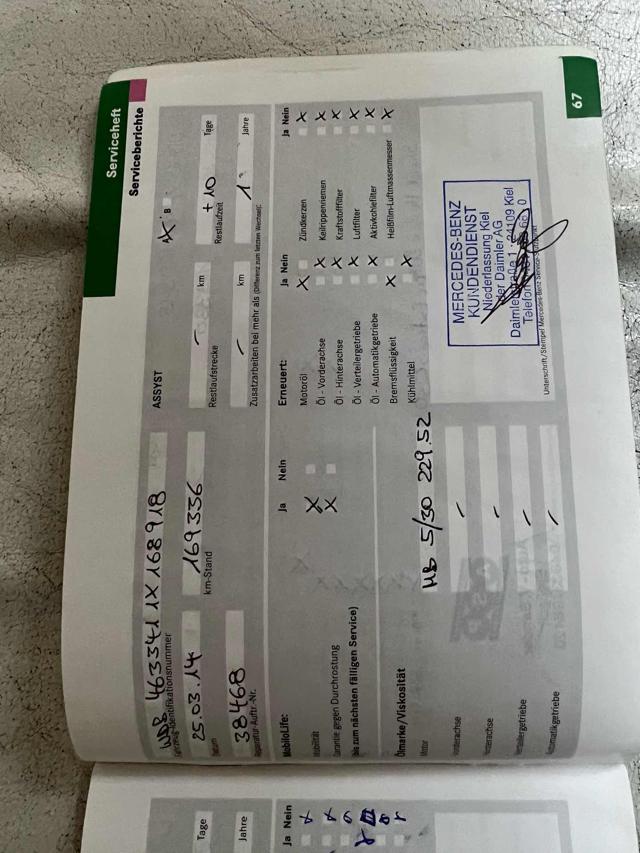 Serviceheft
Serviceberichte
WDB 463341 1X 168918
Fahrzeug-Identifikationsnummer
25.03.14
Datum
169336
km-Stand
38468
Reparatur-Auftr.-Nr.
ASSYST
A X B
km
+ 10 Tage
Restlaufstrecke
Restlaufzeit
km
1 Jahre
Zusatzarbeiten bei mehr als (Differenz zum letzten Wechsel):
MobiloLife:
Ja Nein
Mobilität X
Garantie gegen Durchrostung X
(bis zum nächsten fälligen Service)
Ölmarke/Viskosität
Motor
MB 5/30 229.52
Vorderachse
Hinterachse
Verteilergetriebe
Automatikgetriebe
Erneuert:
Ja Nein
Motoröl X
Öl - Vorderachse X
Öl - Hinterachse X
Öl - Verteilergetriebe X
Öl - Automatikgetriebe X
Bremsflüssigkeit X
Kühlmittel X
Ja Nein
Zündkerzen X
Keilrippenriemen X
Kraftstofffilter X
Luftfilter X
Aktivkohlefilter X
Heißfilm-Luftmassenmesser X
MERCEDES-BENZ
KUNDENDIENST
Niederlassung Kiel
der Daimler AG
Kiel
Telefon
Unterschrift/Stempel Mercedes-Benz
67
Tage
Jahre
Ja Nein